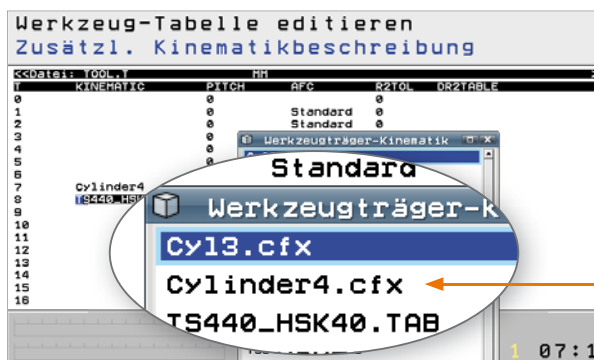 Werkzeug-Tabelle editieren
Zusätzl. Kinematikbeschreibung
<<Datei: TOOL.T MM
T KINEMATIC PITCH AFC R2TOL DR2TABLE
0 0 0
1 0 Standard 0
2 0 Standard 0
3 0
4 0
5 0
6
7 Cylinder4
8 TS440_HSK
9
10
11
12
13
14
15
16
Werkzeugträger-Kinematik
Standard
Werkzeugträger-K
Cyl3.cfx
Cylinder4.cfx
TS440_HSK40.TAB
1 07:1